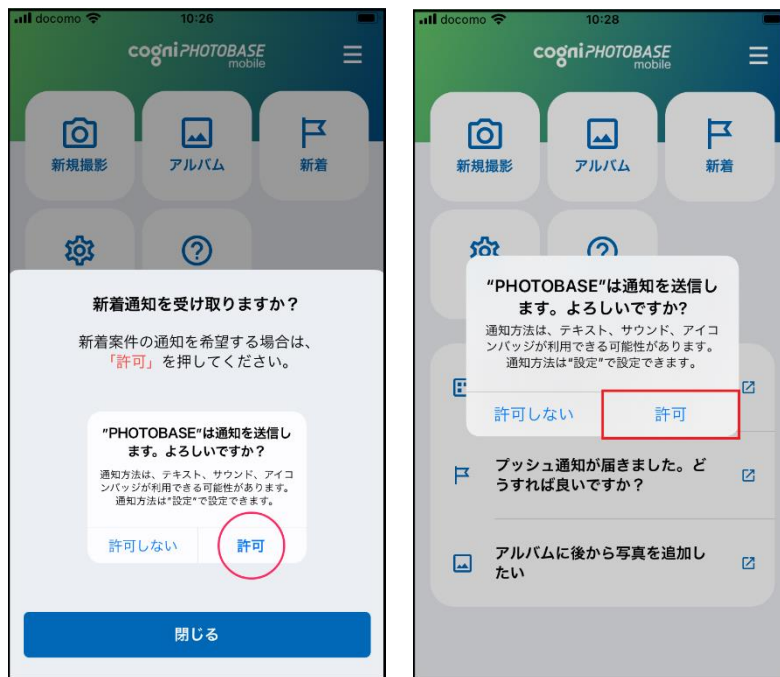 docomo 10:26
cogni PHOTOBASE
mobile
新規撮影 アルバム 新着
新着通知を受け取りますか？
新着案件の通知を希望する場合は、
「許可」を押してください。
"PHOTOBASE"は通知を送信し
ます。よろしいですか？
通知方法は、テキスト、サウンド、アイコ
ンバッジが利用できる可能性があります。
通知方法は"設定"で設定できます。
許可しない 許可
閉じる
docomo 10:28
cogni PHOTOBASE
mobile
新規撮影 アルバム 新着
"PHOTOBASE"は通知を送信し
ます。よろしいですか?
通知方法は、テキスト、サウンド、アイコ
ンバッジが利用できる可能性があります。
通知方法は"設定"で設定できます。
許可しない 許可
プッシュ通知が届きました。ど
うすれば良いですか？
アルバムに後から写真を追加し
たい